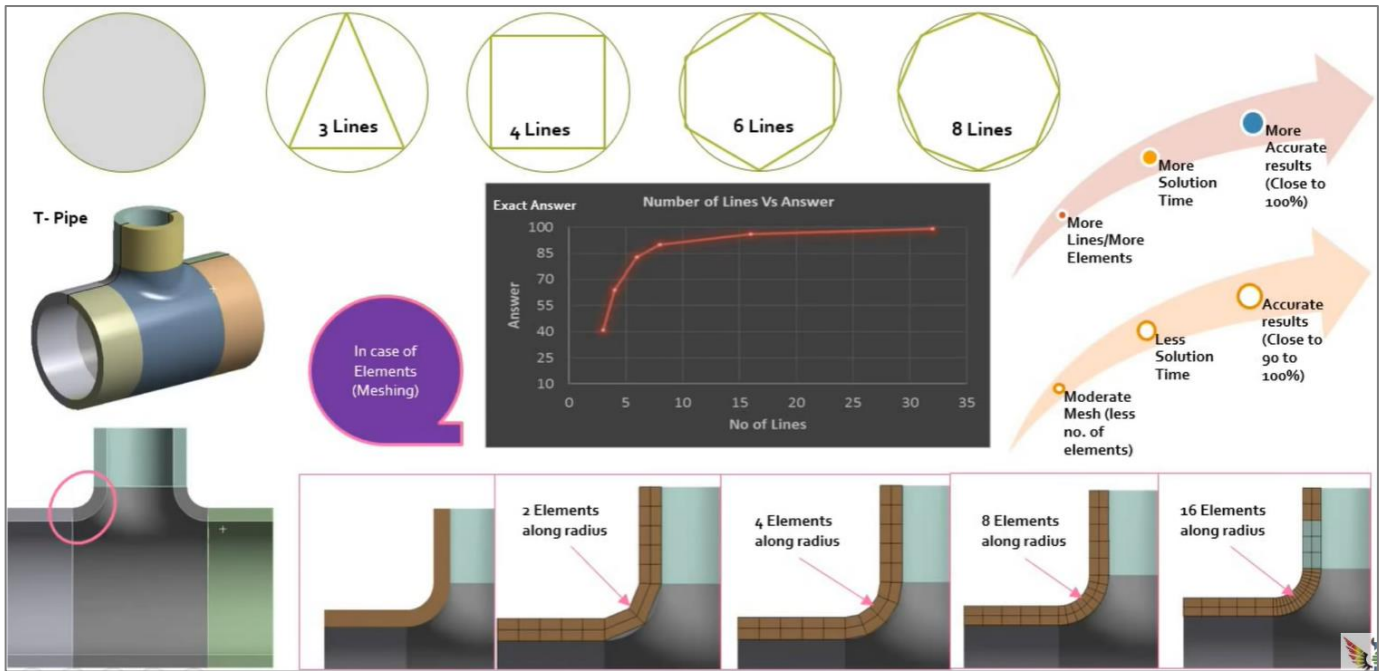 3 Lines
4 Lines
6 Lines
8 Lines
More
Accurate
results
(Close to
100%)
More
Solution
Time
More
Lines/More
Elements
T- Pipe
Exact Answer
Number of Lines Vs Answer
100
85
70
55
40
25
10
Answer
0
5
10
15
20
25
30
35
No of Lines
In case of
Elements
(Meshing)
Accurate
results
(Close to
90 to
100%)
Less
Solution
Time
Moderate
Mesh (less
no. of
elements)
2 Elements
along radius
4 Elements
along radius
8 Elements
along radius
16 Elements
along radius